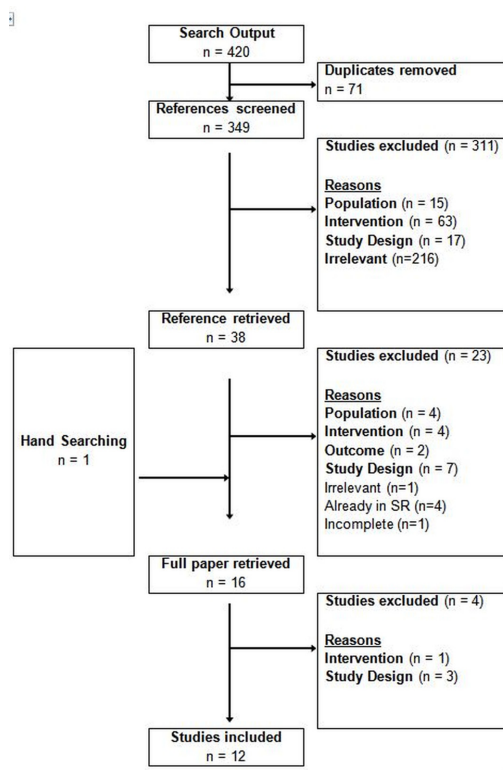 Search Output
n = 420
Duplicates removed
n = 71
References screened
n = 349
Studies excluded (n = 311)
Reasons
Population (n = 15)
Intervention (n = 63)
Study Design (n = 17)
Irrelevant (n=216)
Reference retrieved
n = 38
Studies excluded (n = 23)
Reasons
Population (n = 4)
Intervention (n = 4)
Outcome (n = 2)
Study Design (n = 7)
Irrelevant (n=1)
Already in SR (n=4)
Incomplete (n=1)
Hand Searching
n = 1
Full paper retrieved
n = 16
Studies excluded (n = 4)
Reasons
Intervention (n = 1)
Study Design (n = 3)
Studies included
n = 12